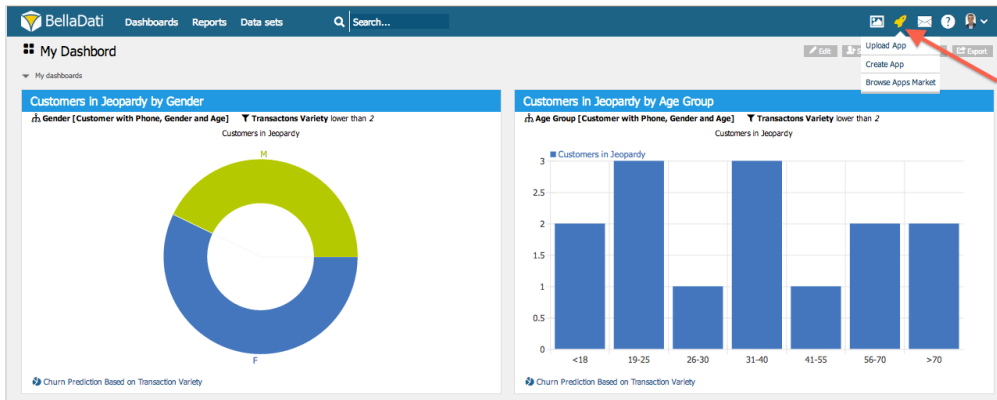 BellaDati Dashboards Reports Data sets Search...
My Dashbord
Edit
Export
Upload App
Create App
Browse Apps Market
My dashboards
Customers in Jeopardy by Gender
Gender [Customer with Phone, Gender and Age] Transactons Variety lower than 2
Customers in Jeopardy
M
F
Churn Prediction Based on Transaction Variety
Customers in Jeopardy by Age Group
Age Group [Customer with Phone, Gender and Age] Transactons Variety lower than 2
Customers in Jeopardy
Customers in Jeopardy
3
2.5
2
1.5
1
0.5
0
<18 19-25 26-30 31-40 41-55 56-70 >70
Churn Prediction Based on Transaction Variety